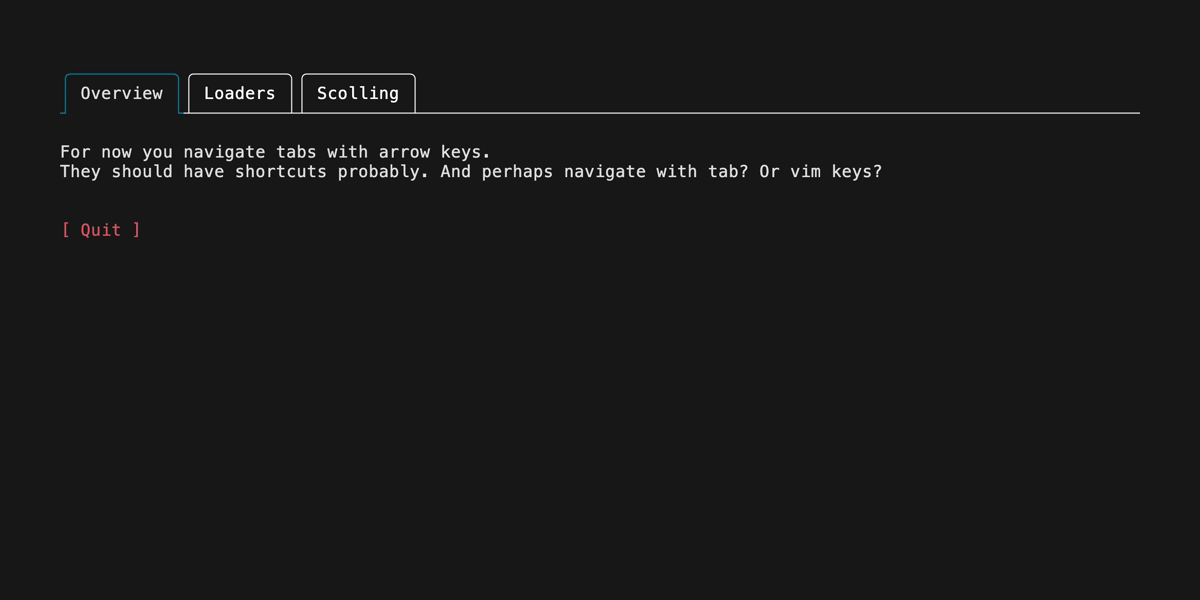 Overview Loaders Scolling
For now you navigate tabs with arrow keys.
They should have shortcuts probably. And perhaps navigate with tab? Or vim keys?
[ Quit ]